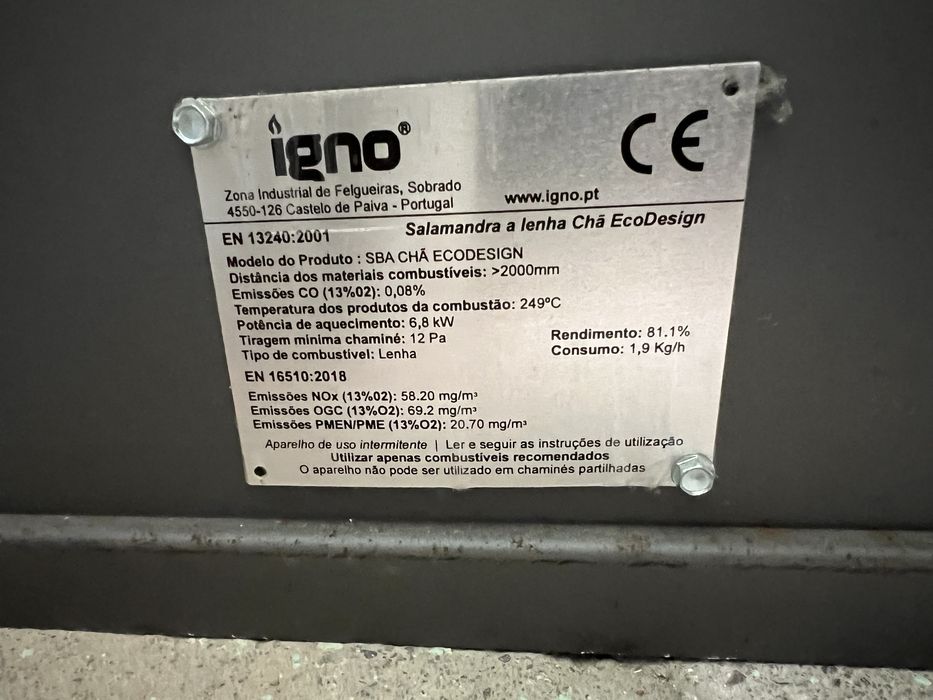 igno®
CE
Zona Industrial de Felgueiras, Sobrado
4550-126 Castelo de Paiva - Portugal
www.igno.pt
EN 13240:2001
Salamandra a lenha Chã EcoDesign
Modelo do Produto : SBA CHÃ ECODESIGN
Distância dos materiais combustíveis: >2000mm
Emissões CO (13%02): 0,08%
Temperatura dos produtos da combustão: 249ºC
Potência de aquecimento: 6,8 kW
Tiragem minima chaminé: 12 Pa
Tipo de combustível: Lenha
Rendimento: 81.1%
Consumo: 1,9 Kg/h
EN 16510:2018
Emissões NOx (13%02): 58.20 mg/m³
Emissões OGC (13%O2): 69.2 mg/m³
Emissões PMEN/PME (13%O2): 20.70 mg/m³
Aparelho de uso intermitente | Ler e seguir as instruções de utilização
Utilizar apenas combustíveis recomendados
O aparelho não pode ser utilizado em chaminés partilhadas